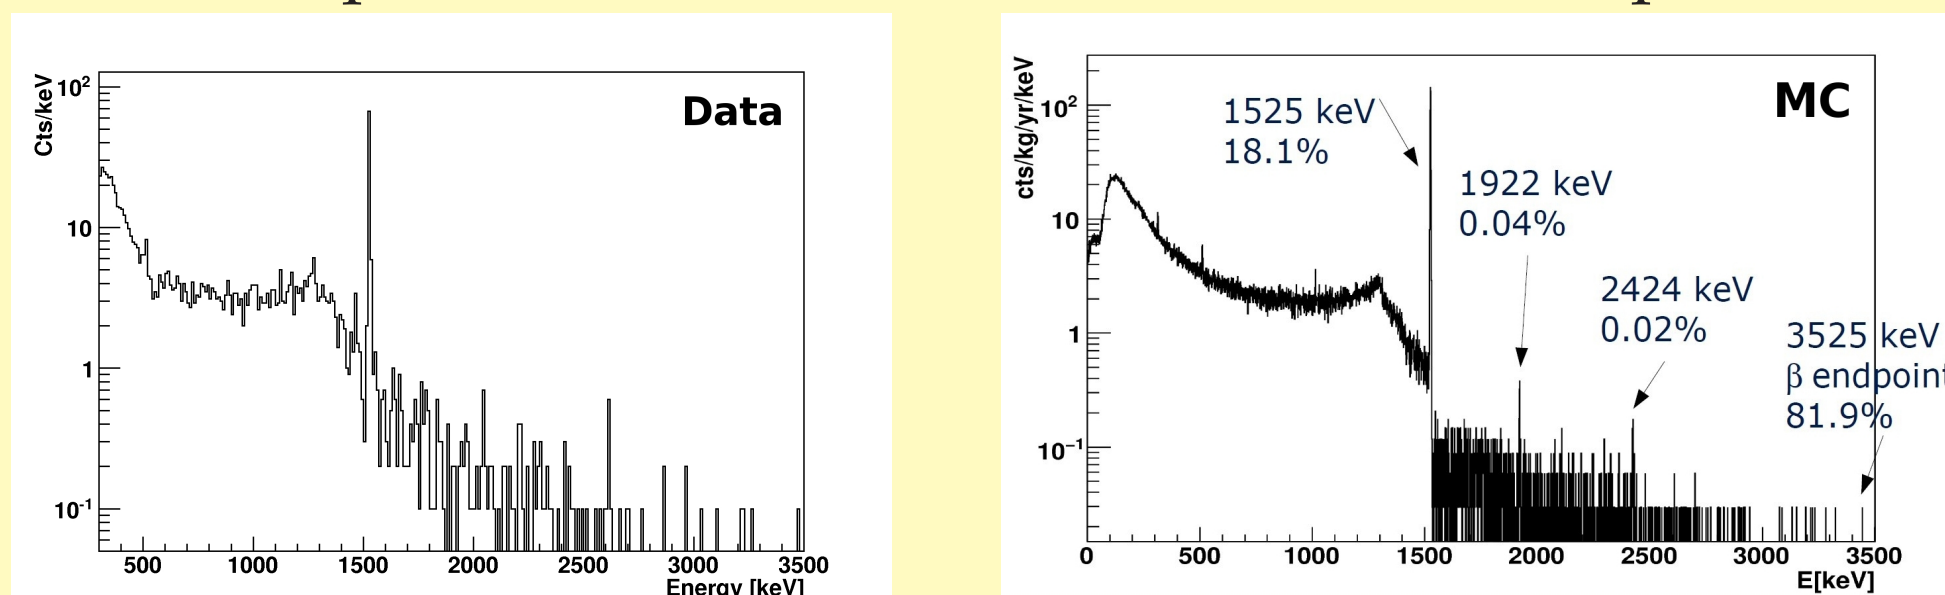 Data
Cts/keV
10²
10
1
10⁻¹
500 1000 1500 2000 2500 3000 3500
Energy [keV]
MC
cts/kg/yr/keV
10²
10
1
10⁻¹
1525 keV
18.1%
1922 keV
0.04%
2424 keV
0.02%
3525 keV
β endpoint
81.9%
0 500 1000 1500 2000 2500 3000 3500
E[keV]